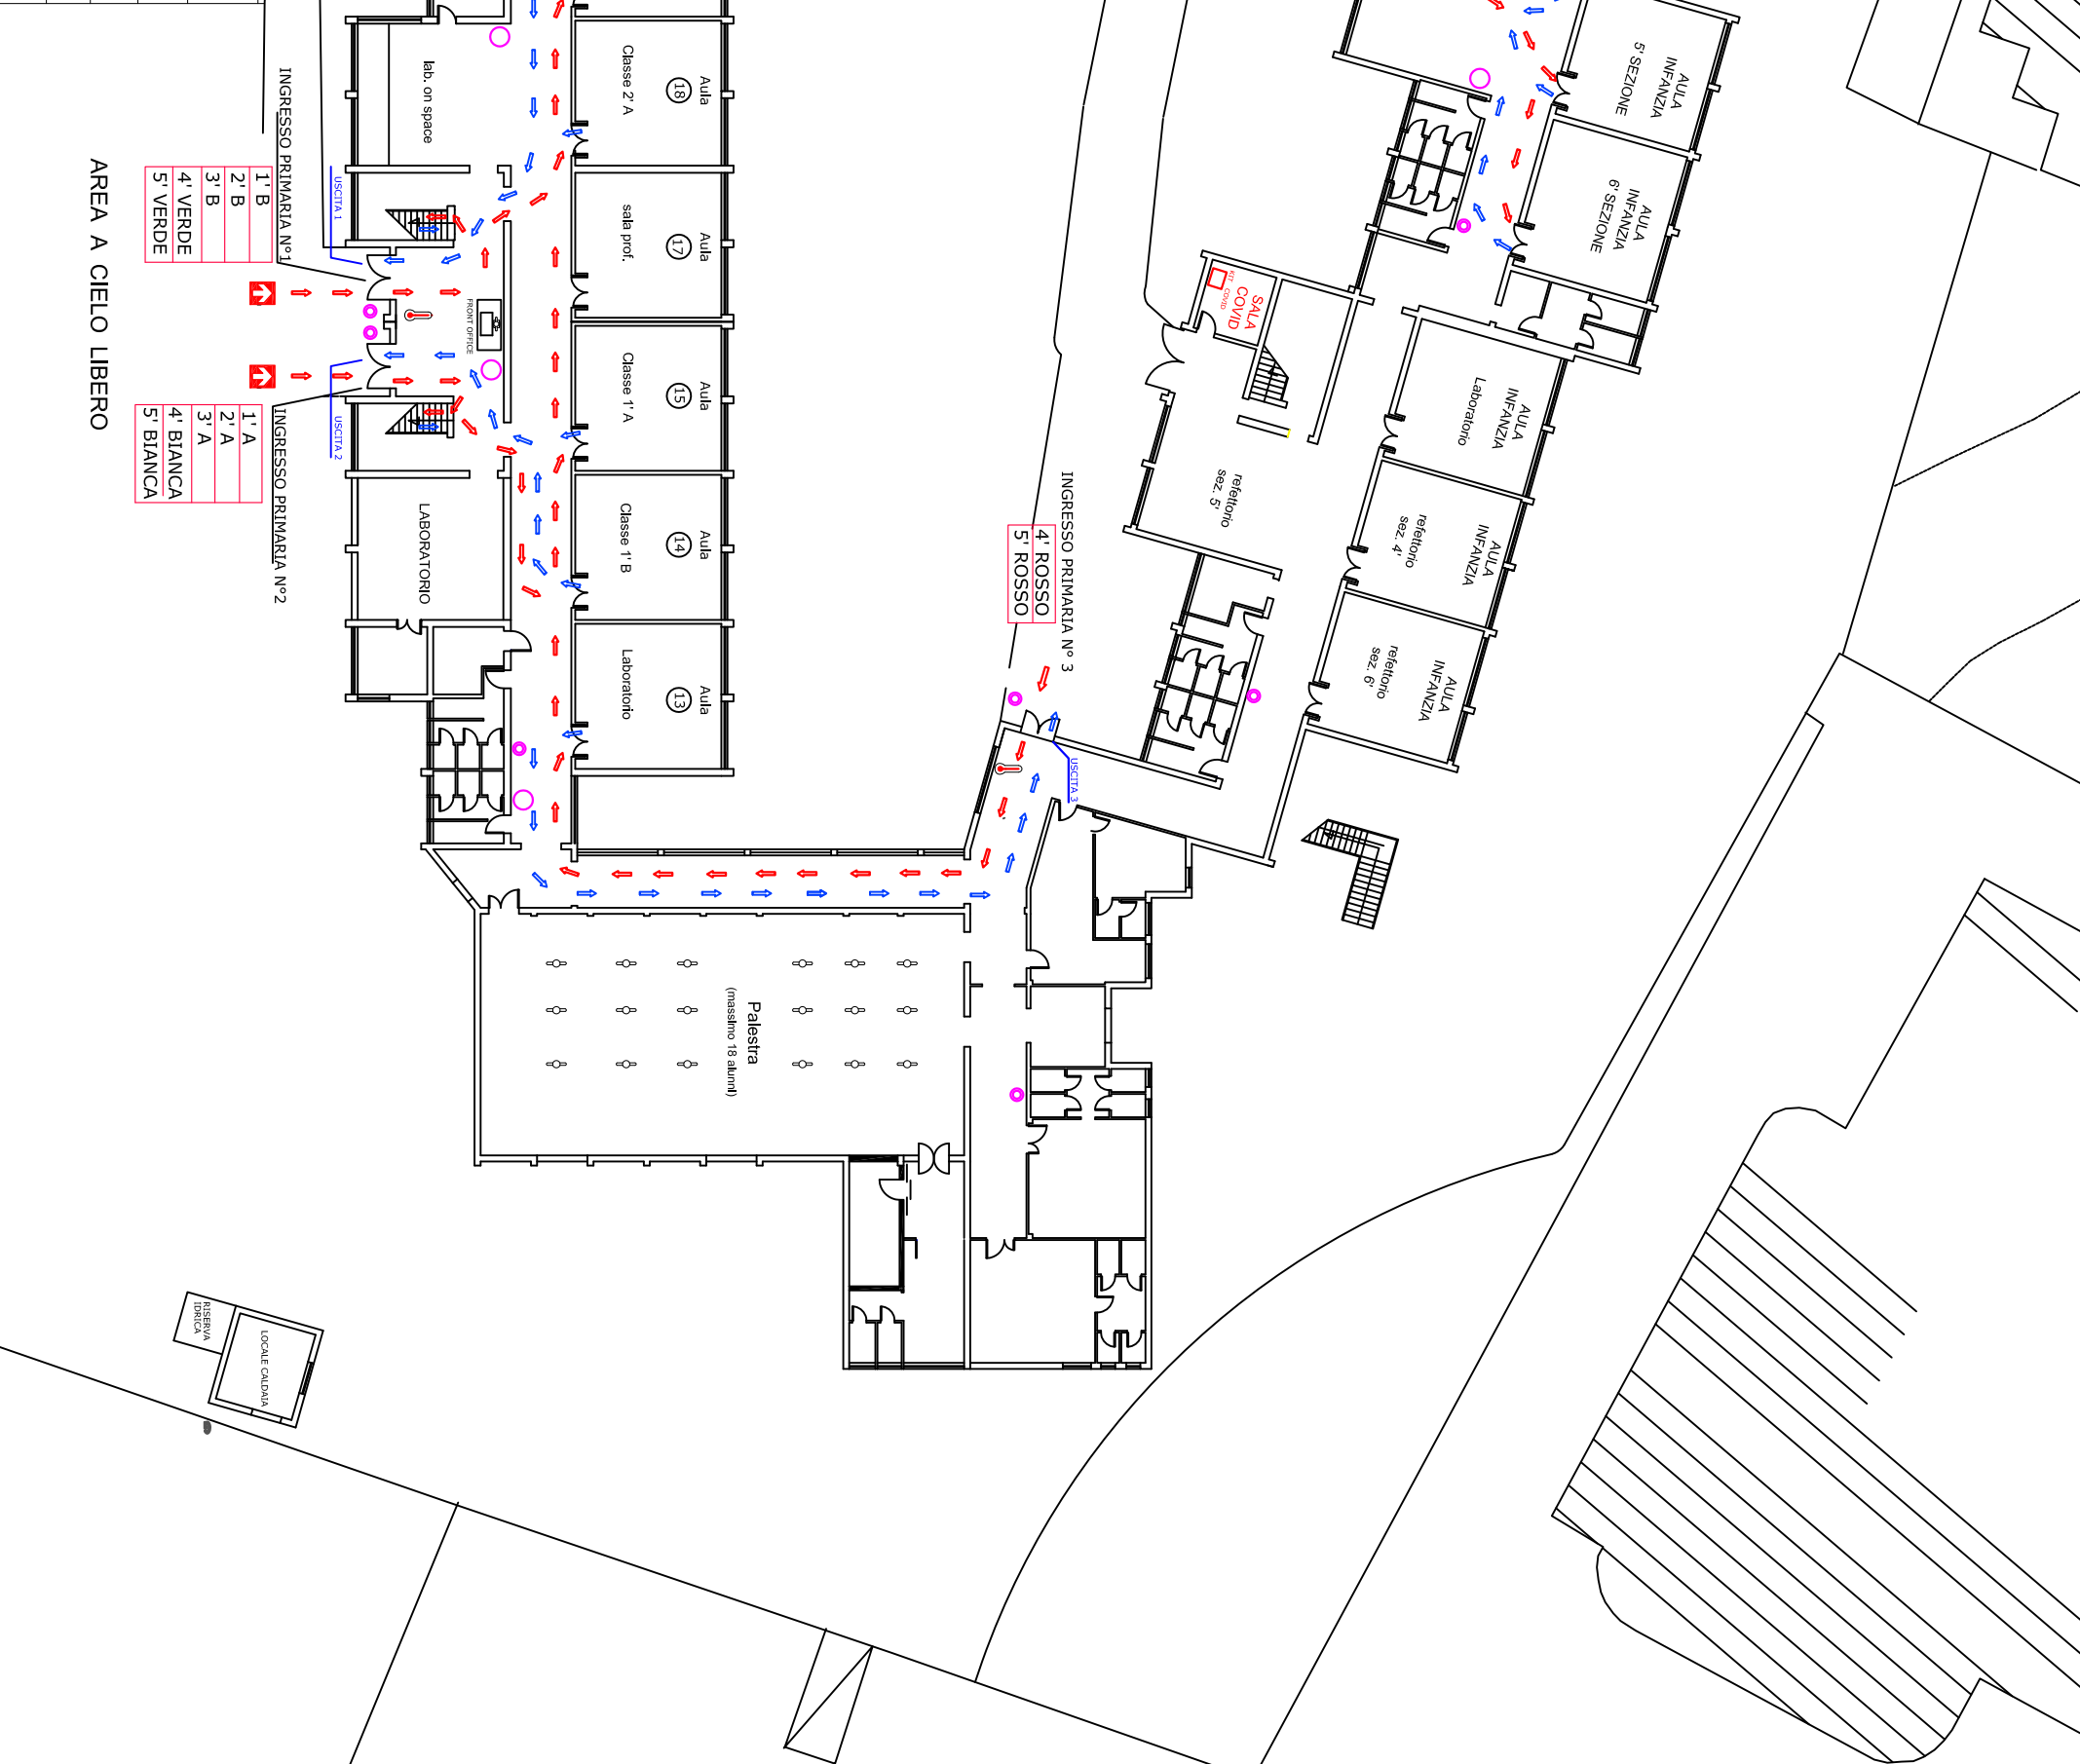 AREA A CIELO LIBERO
INGRESSO PRIMARIA N°1
1' B
2' B
3' B
4' VERDE
5' VERDE
USCITA 1
INGRESSO PRIMARIA N°2
1' A
2' A
3' A
4' BIANCA
5' BIANCA
USCITA 2
FRONT OFFICE
lab. on space
LABORATORIO
Aula
18
Classe 2' A
Aula
17
sala prof.
Aula
15
Classe 1' A
Aula
14
Classe 1' B
Aula
13
Laboratorio
INGRESSO PRIMARIA N° 3
4' ROSSO
5' ROSSO
USCITA 3
SALA
COVID
KIT COVID
AULA
INFANZIA
5' SEZIONE
AULA
INFANZIA
6' SEZIONE
AULA
INFANZIA
Laboratorio
AULA
INFANZIA
refettorio
sez. 4'
AULA
INFANZIA
refettorio
sez. 6'
refettorio
sez. 5'
Palestra
(massimo 18 alunni)
RISERVA
IDRICA
LOCALE CALDAIA